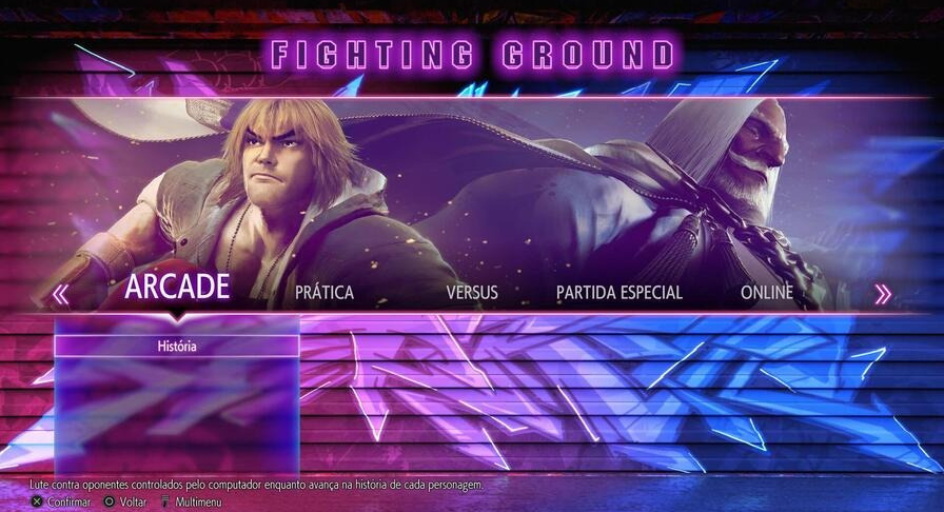 FIGHTING GROUND
ARCADE PRÁTICA VERSUS PARTIDA ESPECIAL ONLINE
História
Lute contra oponentes controlados pelo computador enquanto avança na história de cada personagem.
Confirmar Voltar Multimenu